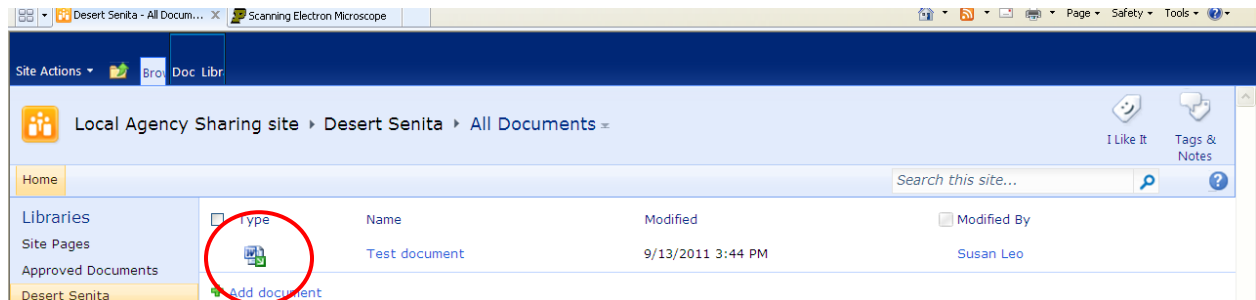 Desert Senita - All Docum... X Scanning Electron Microscope Page Safety Tools
Site Actions Brov Doc Libr
Local Agency Sharing site Desert Senita All Documents
I Like It Tags & Notes
Home Search this site...
Libraries Type Name Modified Modified By
Site Pages Test document 9/13/2011 3:44 PM Susan Leo
Approved Documents
Desert Senita Add document